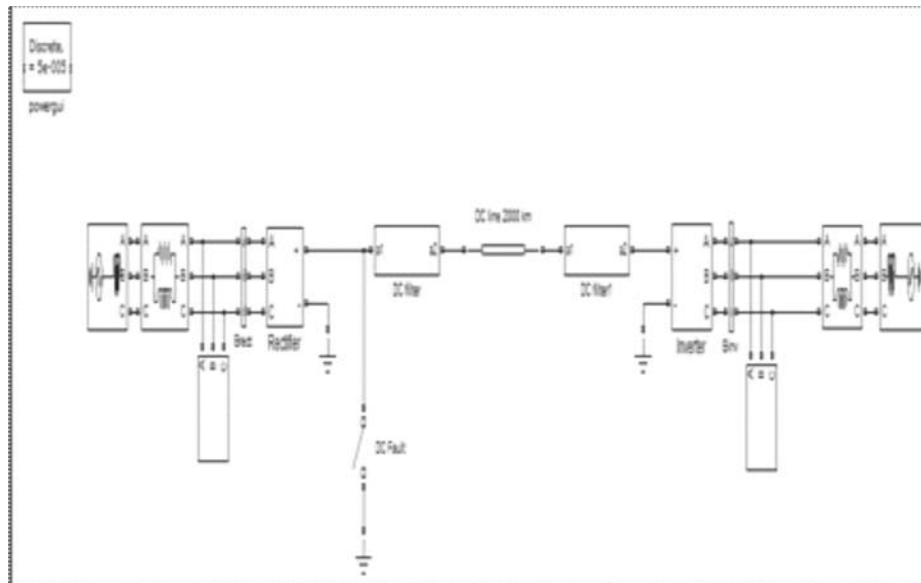 Discrete,
= 5e-005
powergui
DC line 2000 km
A
A
A
A
A
+
+
A
A
A
A
A
B
B
B
B
B
DC filter
DC filter1
B
B
B
B
B
C
C
C
C
C
-
-
C
C
C
C
C
Brect
Rectifier
Inverter
Binv
A
B
C
A
B
C
DC Fault